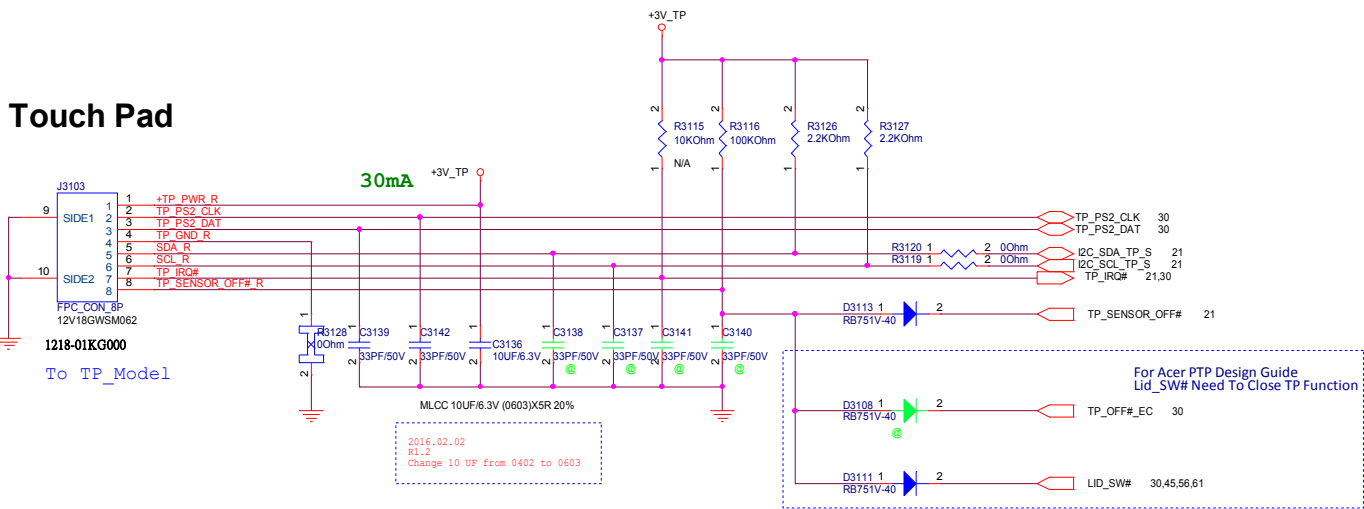 Touch Pad
+3V_TP
2
2
2
2
R3115
10KOhm
N/A
R3116
100KOhm
R3126
2.2KOhm
R3127
2.2KOhm
1
1
1
1
30mA
+3V_TP
J3103
9
SIDE1
10
SIDE2
1
2
3
4
5
6
7
8
1
2
3
4
5
6
7
8
+TP_PWR_R
TP_PS2_CLK
TP_PS2_DAT
TP_GND_R
SDA_R
SCL_R
TP_IRQ#
TP_SENSOR_OFF#_R
FPC_CON_8P
12V18GWSM062
1218-01KG000
To TP_Model
TP_PS2_CLK 30
TP_PS2_DAT 30
R3120 1 2 0Ohm I2C_SDA_TP_S 21
R3119 1 2 0Ohm I2C_SCL_TP_S 21
TP_IRQ# 21,30
1
R3128
0Ohm
2
1
C3139
33PF/50V
2
1
C3142
33PF/50V
2
1
C3136
10UF/6.3V
2
1
C3138
33PF/50V
@
2
1
C3137
33PF/50V
@
2
1
C3141
33PF/50V
@
2
1
C3140
33PF/50V
@
2
MLCC 10UF/6.3V (0603)X5R 20%
2016.02.02
R1.2
Change 10 UF from 0402 to 0603
D3113 1 2
RB751V-40
TP_SENSOR_OFF# 21
For Acer PTP Design Guide
Lid_SW# Need To Close TP Function
D3108 1 2
RB751V-40
@
TP_OFF#_EC 30
D3111 1 2
RB751V-40
LID_SW# 30,45,56,61